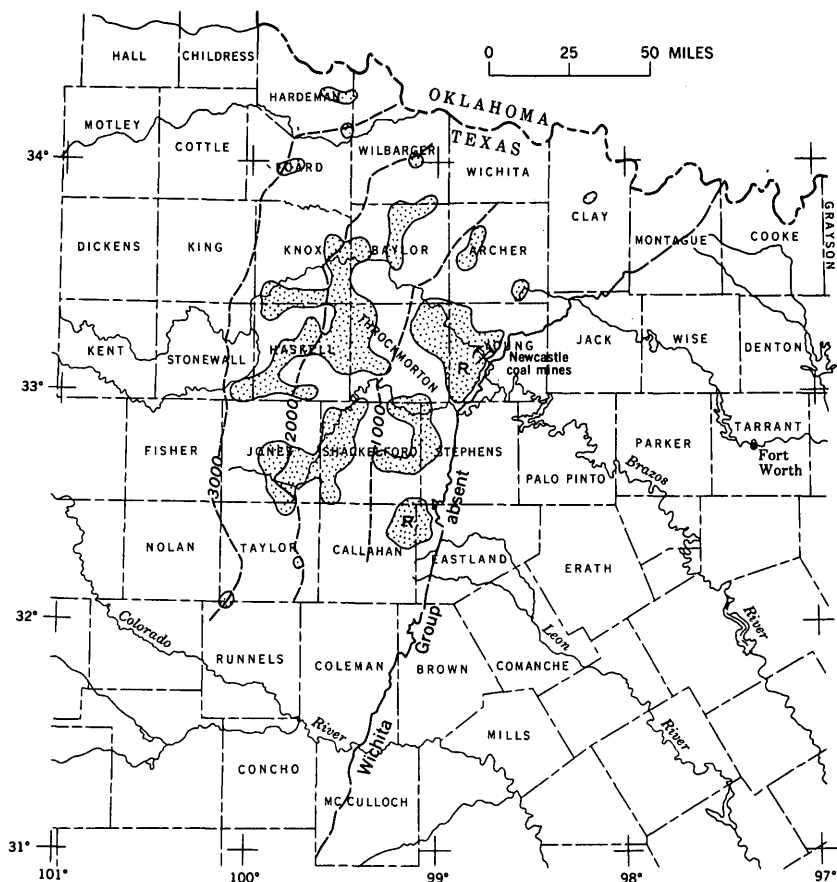 0 25 50 MILES
HALL
CHILDRESS
HARDEMAN
OKLAHOMA
TEXAS
MOTLEY
COTTLE
FOARD
WILBARGER
WICHITA
CLAY
34°
DICKENS
KING
KNOX
BAYLOR
ARCHER
MONTAGUE
COOKE
GRAYSON
KENT
STONEWALL
HASKELL
THROCKMORTON
YOUNG
R
Newcastle
coal mines
JACK
WISE
DENTON
33°
3000
2000
1000
FISHER
JONES
SHACKELFORD
STEPHENS
PALO PINTO
PARKER
TARRANT
Fort
Worth
Brazos
River
NOLAN
TAYLOR
CALLAHAN
R
EASTLAND
ERATH
Wichita Group absent
32°
Colorado
River
RUNNELS
COLEMAN
BROWN
COMANCHE
Leon
River
MILLS
CONCHO
MC CULLOCH
31°
101° 100° 99° 98° 97°